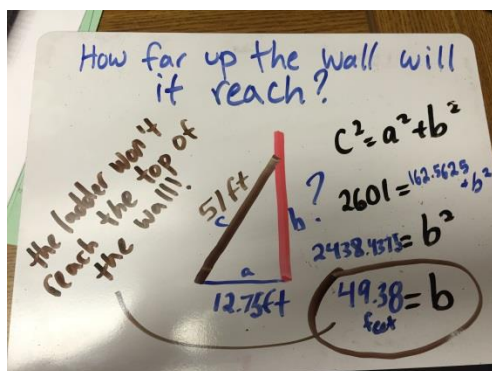 How far up the wall will
it reach?
the ladder won't
reach the top of
the wall.
51ft
c
b
?
a
12.75ft
c²=a²+b²
2601=162.5625+b²
2438.4375=b²
49.38=b
feet